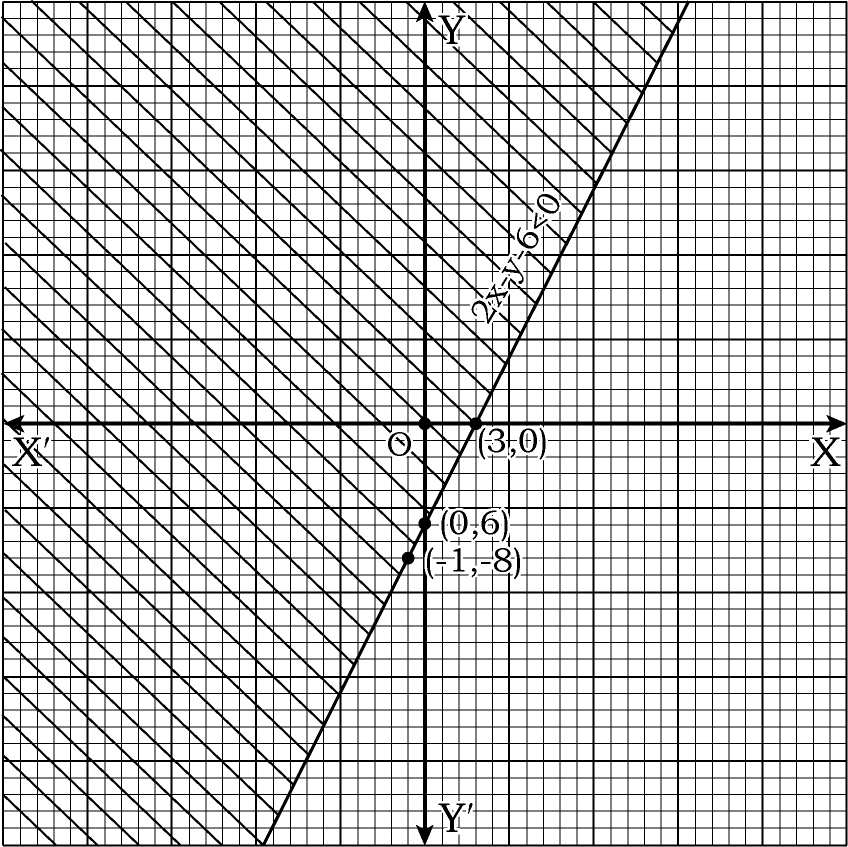 Y
2x-y-6<0
X'
O
(3,0)
X
(0,6)
(-1,-8)
Y'